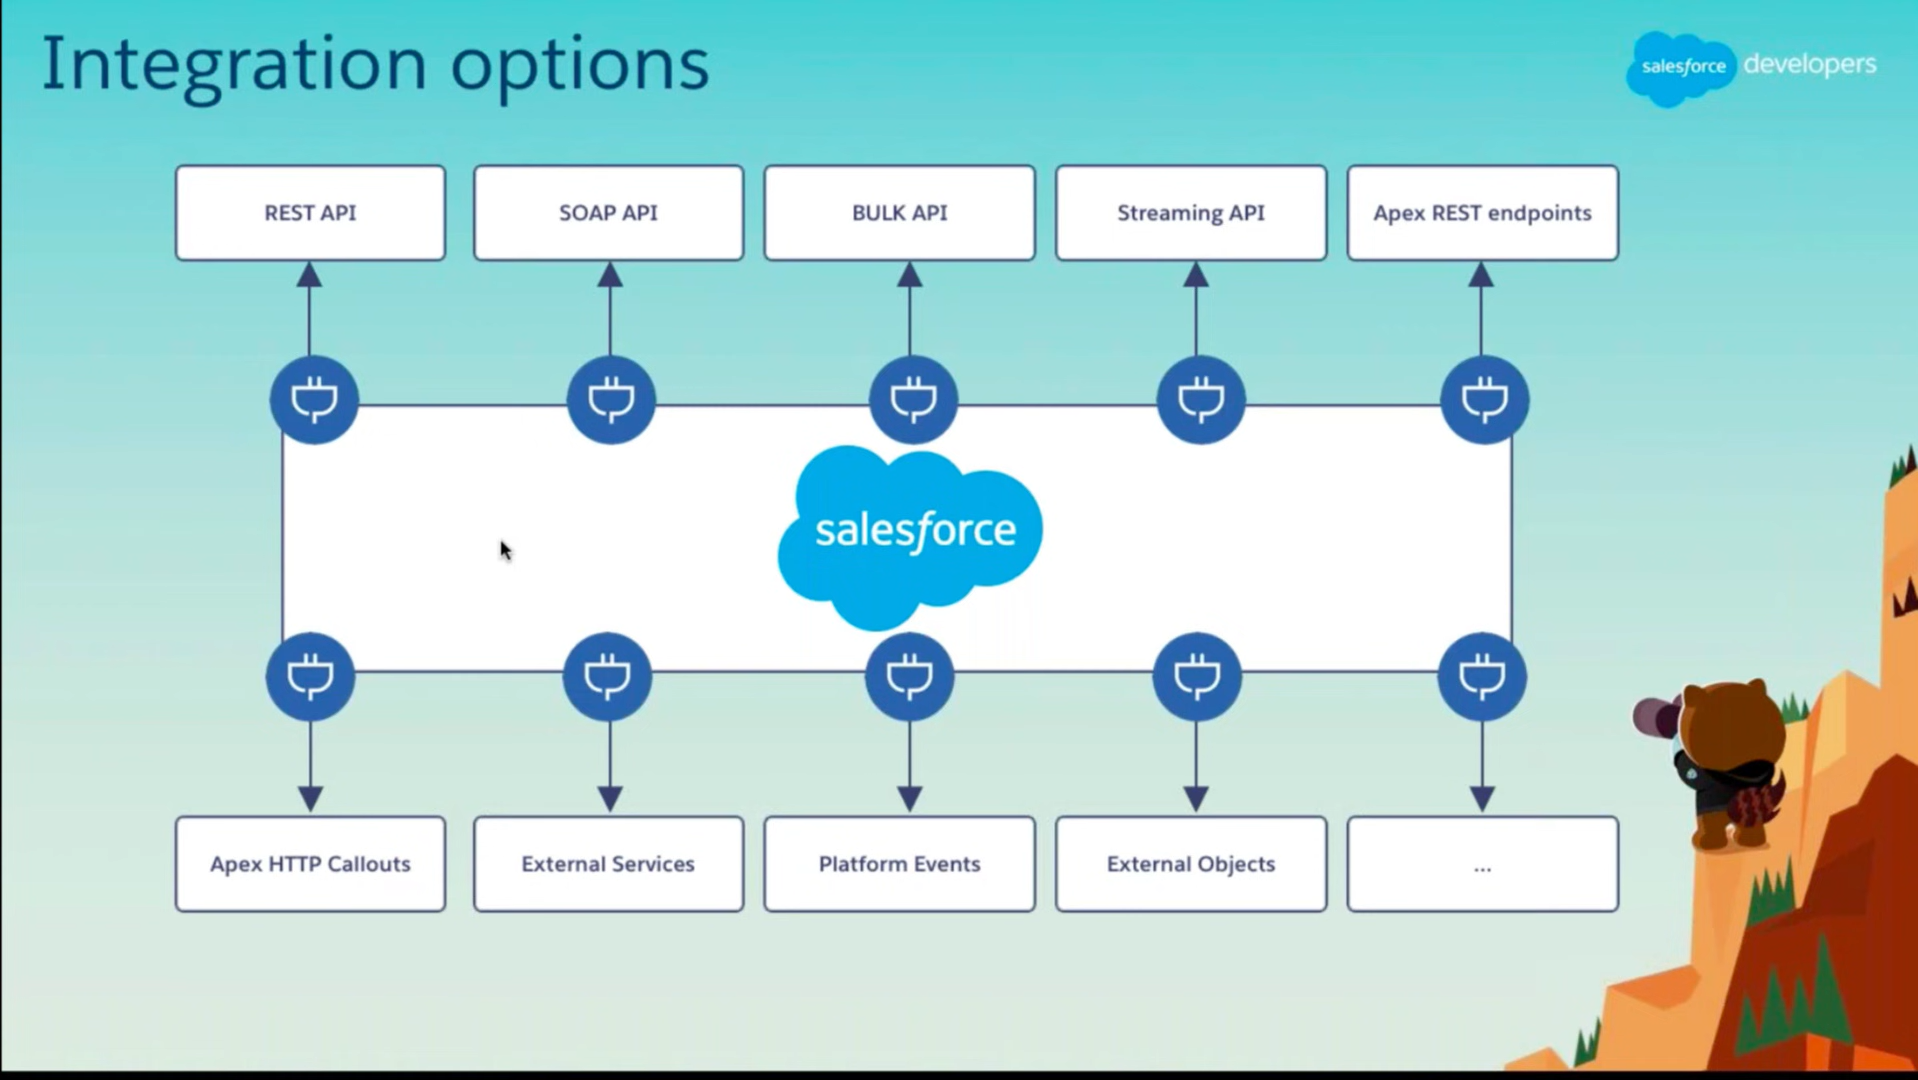 Integration options
salesforce developers
REST API
SOAP API
BULK API
Streaming API
Apex REST endpoints
salesforce
Apex HTTP Callouts
External Services
Platform Events
External Objects
...